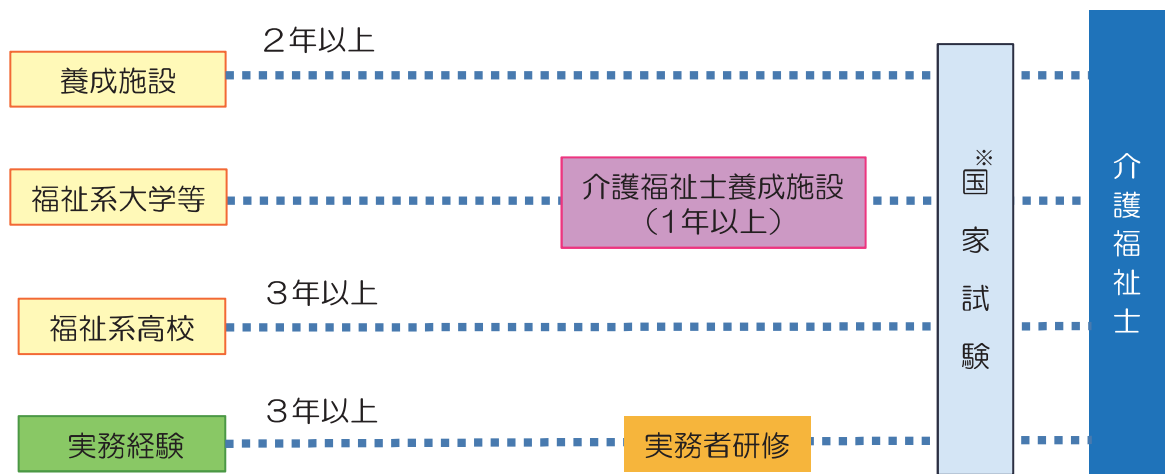 2年以上
養成施設
福祉系大学等
介護福祉士養成施設
（1年以上）
3年以上
福祉系高校
3年以上
実務経験
実務者研修
※
国家試験
介護福祉士